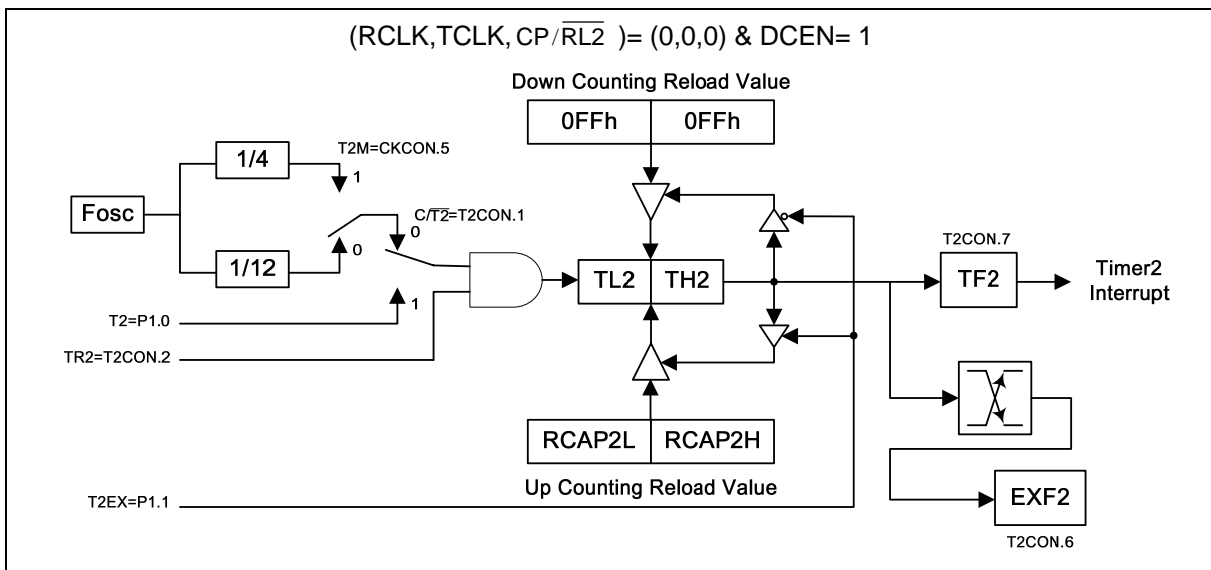 (RCLK,TCLK, CP/RL2 )= (0,0,0) & DCEN= 1
Down Counting Reload Value
0FFh 0FFh
1/4
T2M=CKCON.5
1
Fosc
C/T2=T2CON.1
0
0
1/12
1
T2=P1.0
TR2=T2CON.2
TL2 TH2
T2CON.7
TF2
Timer2
Interrupt
RCAP2L RCAP2H
Up Counting Reload Value
T2EX=P1.1
EXF2
T2CON.6